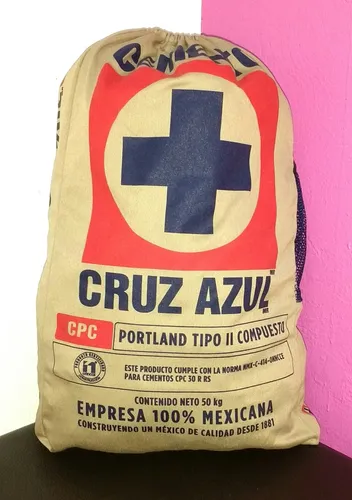 CRUZ AZUL
CPC
PORTLAND TIPO II COMPUESTO
ESTE PRODUCTO CUMPLE CON LA NORMA NMX-C-414-ONNCCE
PARA CEMENTOS CPC 30 R RS
CONTENIDO NETO 50 kg
EMPRESA 100% MEXICANA
CONSTRUYENDO UN MÉXICO DE CALIDAD DESDE 1881